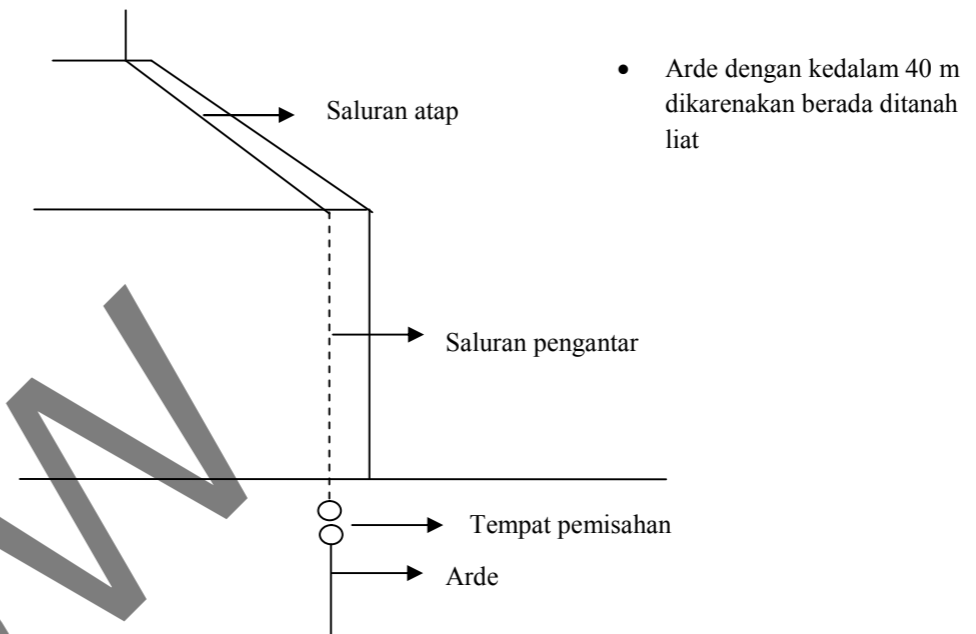 Saluran atap
• Arde dengan kedalam 40 m
dikarenakan berada ditanah
liat
Saluran pengantar
Tempat pemisahan
Arde